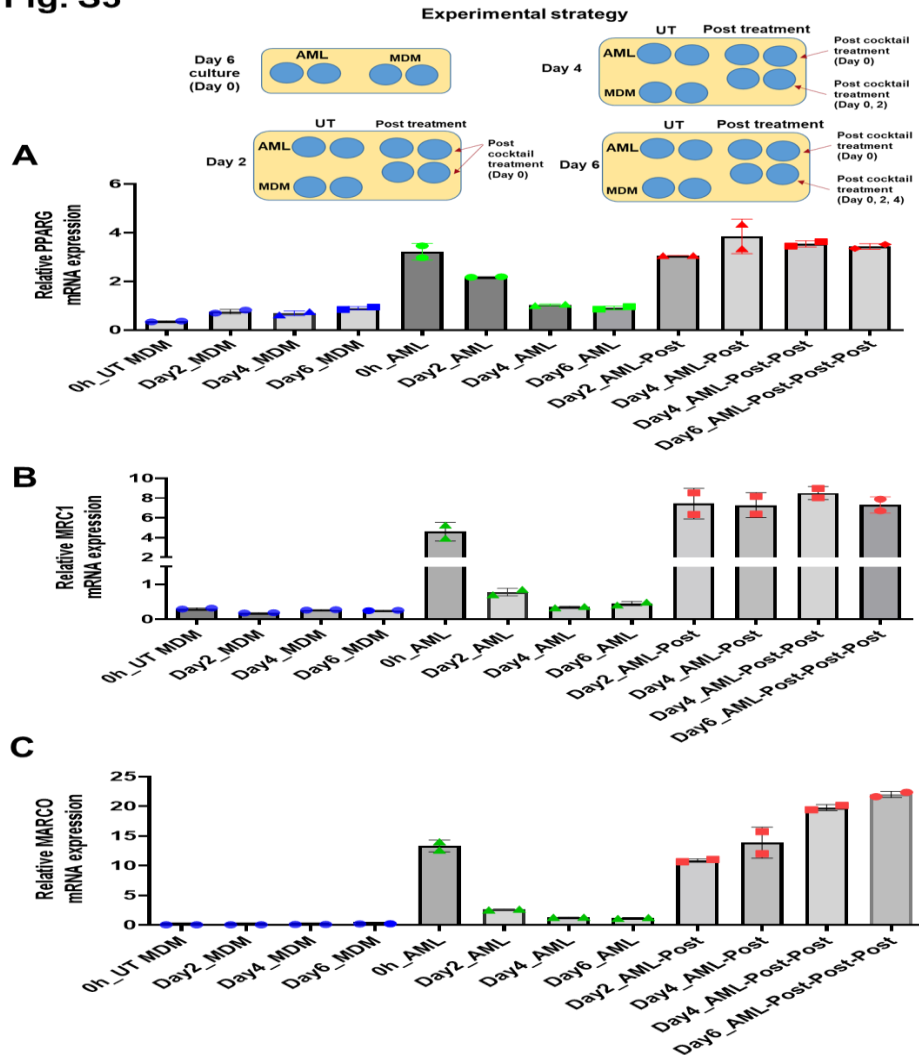 Fig. S5
Experimental strategy
Day 6
culture
(Day 0)
AML
MDM
Day 4
UT
Post treatment
AML
MDM
Post cocktail
treatment
(Day 0)
Post cocktail
treatment
(Day 0, 2)
Day 2
UT
Post treatment
AML
MDM
Post
cocktail
treatment
(Day 0)
Day 6
UT
Post treatment
AML
MDM
Post cocktail
treatment
(Day 0)
Post cocktail
treatment
(Day 0, 2, 4)
A
Relative PPARG
mRNA expression
6
4
2
0
0h_UT MDM
Day2_MDM
Day4_MDM
Day6_MDM
0h_AML
Day2_AML
Day4_AML
Day6_AML
Day2_AML-Post
Day4_AML-Post
Day4_AML-Post-Post
Day6_AML-Post-Post-Post
B
Relative MRC1
mRNA expression
10
8
6
4
2
1
0
0h_UT MDM
Day2_MDM
Day4_MDM
Day6_MDM
0h_AML
Day2_AML
Day4_AML
Day6_AML
Day2_AML-Post
Day4_AML-Post
Day4_AML-Post-Post
Day6_AML-Post-Post-Post
C
Relative MARCO
mRNA expression
25
20
15
10
5
0
0h_UT MDM
Day2_MDM
Day4_MDM
Day6_MDM
0h_AML
Day2_AML
Day4_AML
Day6_AML
Day2_AML-Post
Day4_AML-Post
Day4_AML-Post-Post
Day6_AML-Post-Post-Post